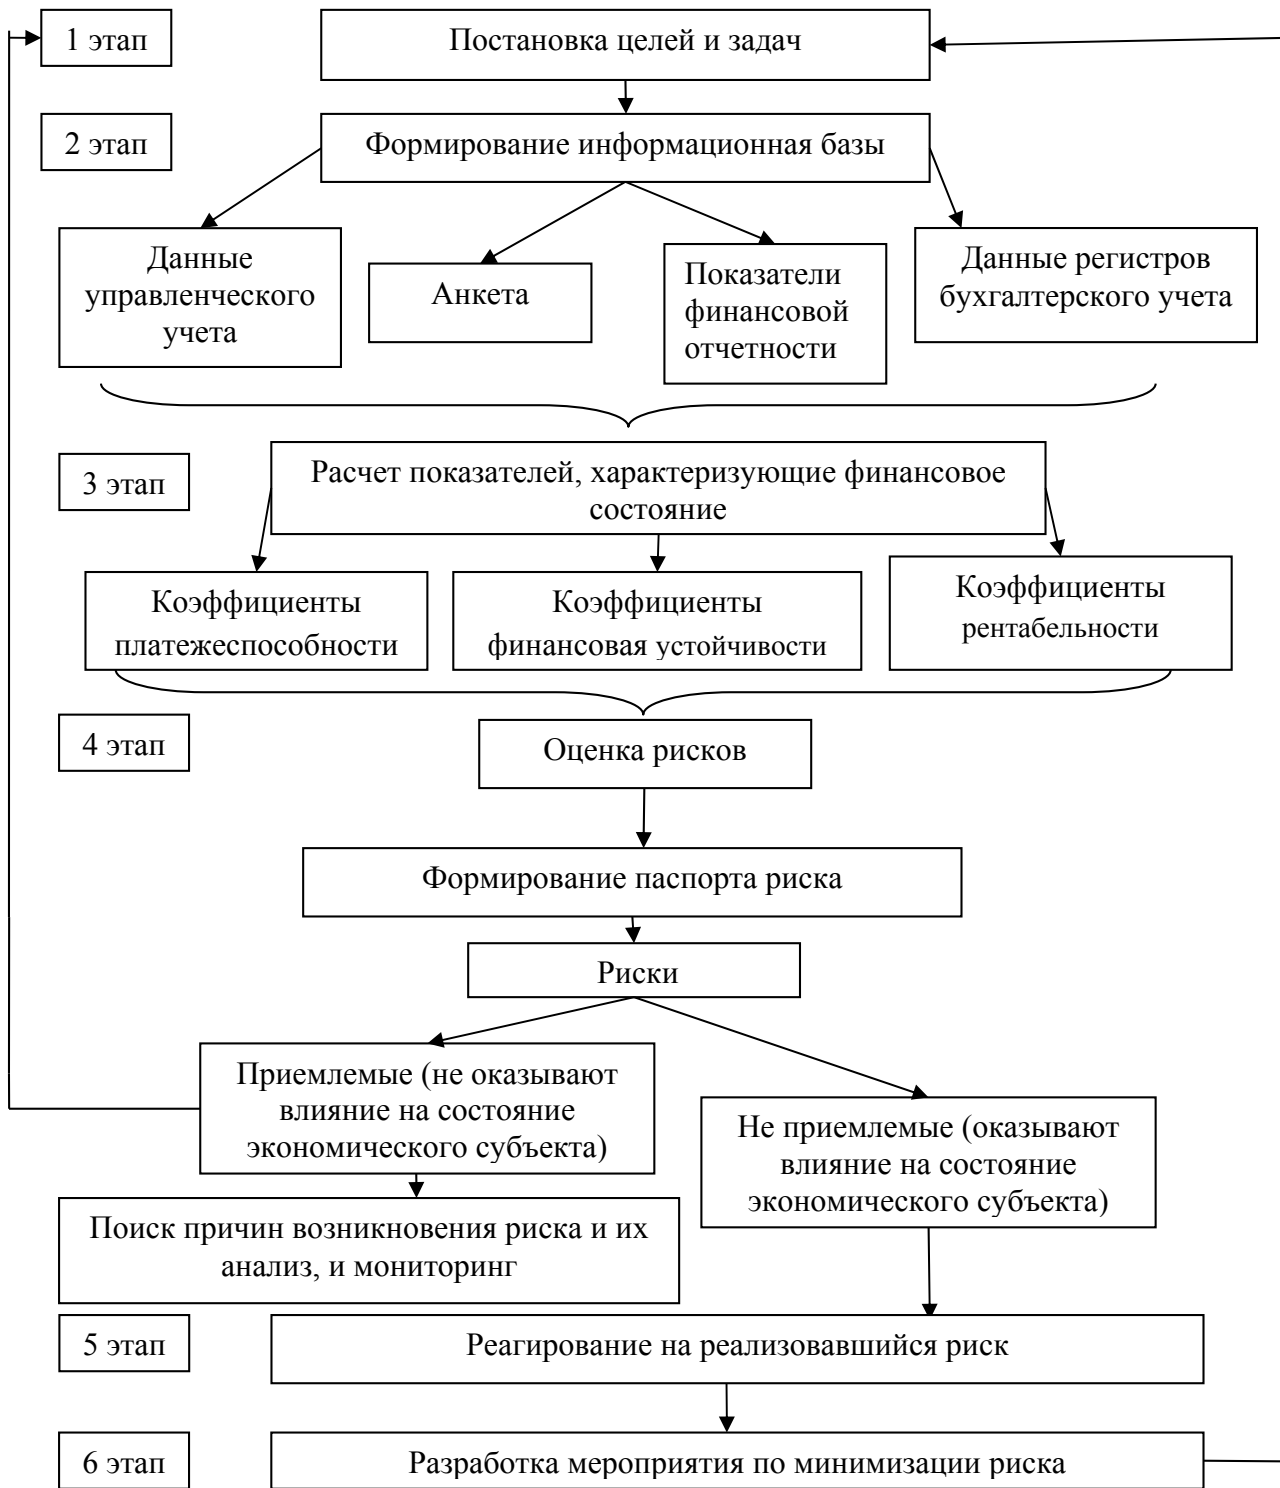 1 этап
Постановка целей и задач
2 этап
Формирование информационная базы
Данные
управленческого
учета
Анкета
Показатели
финансовой
отчетности
Данные регистров
бухгалтерского учета
3 этап
Расчет показателей, характеризующие финансовое
состояние
Коэффициенты
платежеспособности
Коэффициенты
финансовая устойчивости
Коэффициенты
рентабельности
4 этап
Оценка рисков
Формирование паспорта риска
Риски
Приемлемые (не оказывают
влияние на состояние
экономического субъекта)
Не приемлемые (оказывают
влияние на состояние
экономического субъекта)
Поиск причин возникновения риска и их
анализ, и мониторинг
5 этап
Реагирование на реализовавшийся риск
6 этап
Разработка мероприятия по минимизации риска